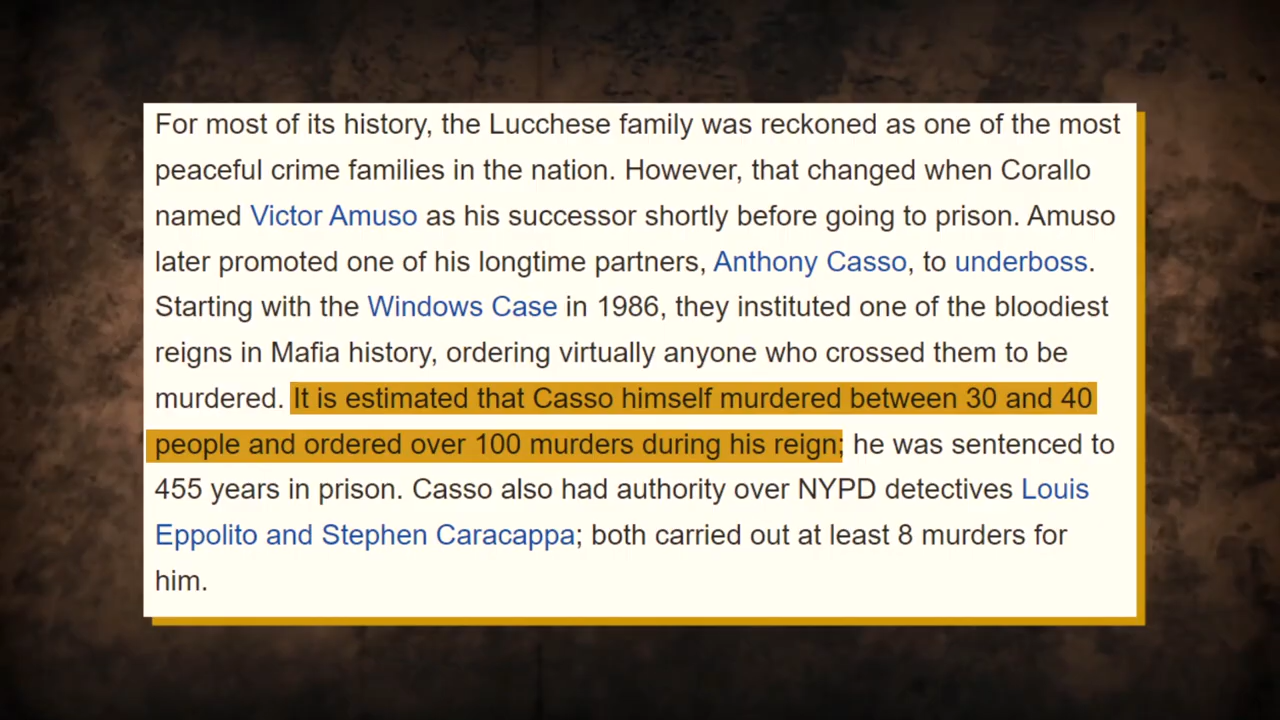 For most of its history, the Lucchese family was reckoned as one of the most
peaceful crime families in the nation. However, that changed when Corallo
named Victor Amuso as his successor shortly before going to prison. Amuso
later promoted one of his longtime partners, Anthony Casso, to underboss.
Starting with the Windows Case in 1986, they instituted one of the bloodiest
reigns in Mafia history, ordering virtually anyone who crossed them to be
murdered. It is estimated that Casso himself murdered between 30 and 40
people and ordered over 100 murders during his reign; he was sentenced to
455 years in prison. Casso also had authority over NYPD detectives Louis
Eppolito and Stephen Caracappa; both carried out at least 8 murders for
him.